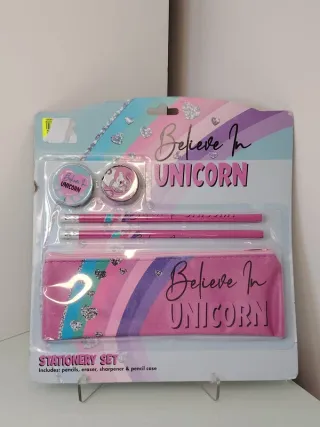 Believe In
UNICORN
Believe In
UNICORN
Believe In
UNICORN
STATIONERY SET
Includes: pencils, eraser, sharpener & pencil case